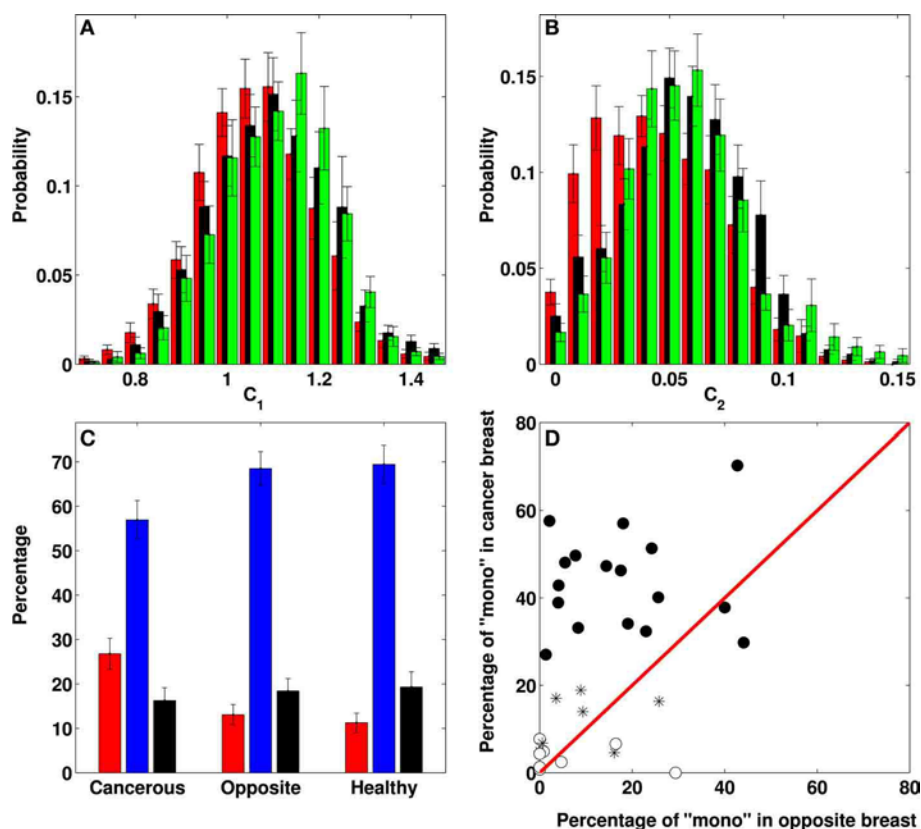 A
0.15
0.1
0.05
0
Probability
0.8 1 1.2 1.4
C1
B
0.15
0.1
0.05
0
Probability
0 0.05 0.1 0.15
C2
C
70
60
50
40
30
20
10
0
Percentage
Cancerous Opposite Healthy
D
80
60
40
20
0
Percentage of "mono" in cancer breast
0 20 40 60 80
Percentage of "mono" in opposite breast